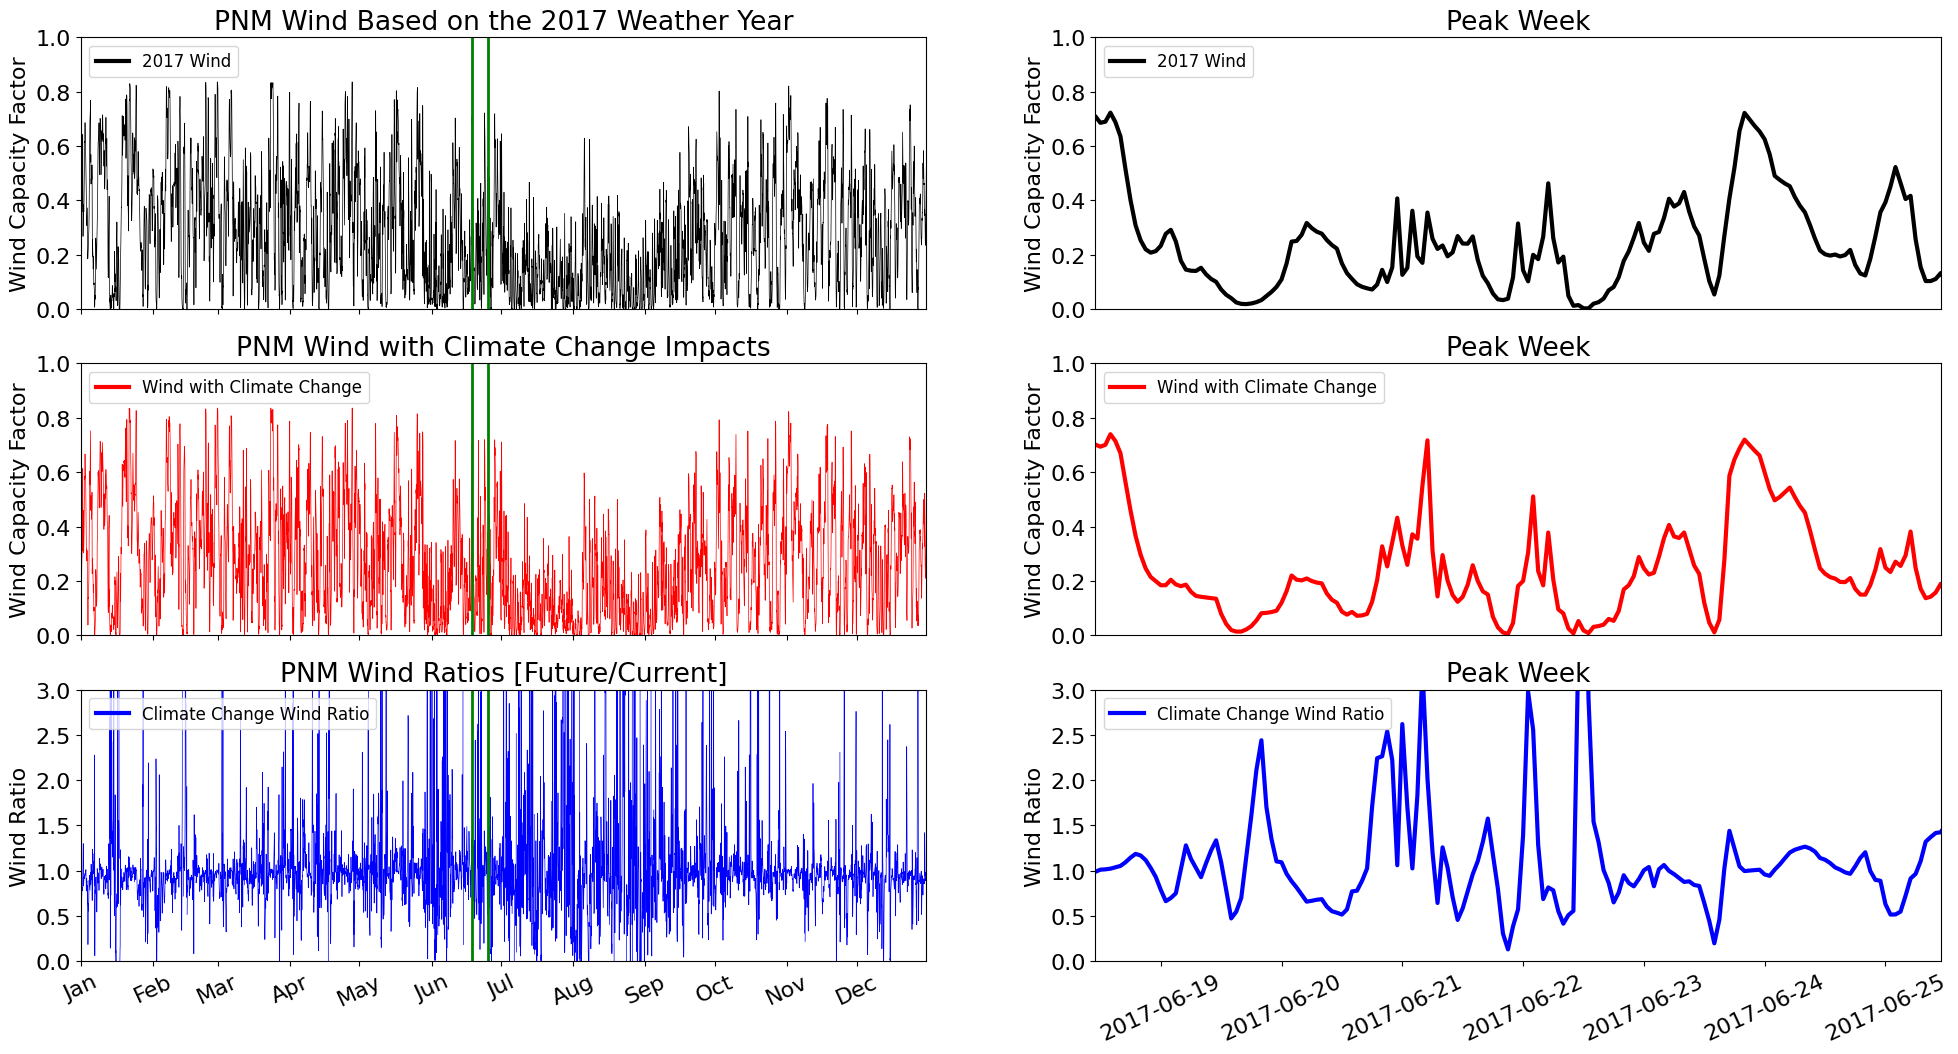 PNM Wind Based on the 2017 Weather Year
Wind Capacity Factor
1.0
0.8
0.6
0.4
0.2
0.0
2017 Wind
Peak Week
Wind Capacity Factor
1.0
0.8
0.6
0.4
0.2
0.0
2017 Wind
PNM Wind with Climate Change Impacts
Wind Capacity Factor
1.0
0.8
0.6
0.4
0.2
0.0
Wind with Climate Change
Peak Week
Wind Capacity Factor
1.0
0.8
0.6
0.4
0.2
0.0
Wind with Climate Change
PNM Wind Ratios [Future/Current]
Wind Ratio
3.0
2.5
2.0
1.5
1.0
0.5
0.0
Climate Change Wind Ratio
Jan
Feb
Mar
Apr
May
Jun
Jul
Aug
Sep
Oct
Nov
Dec
Peak Week
Wind Ratio
3.0
2.5
2.0
1.5
1.0
0.5
0.0
Climate Change Wind Ratio
2017-06-19
2017-06-20
2017-06-21
2017-06-22
2017-06-23
2017-06-24
2017-06-25